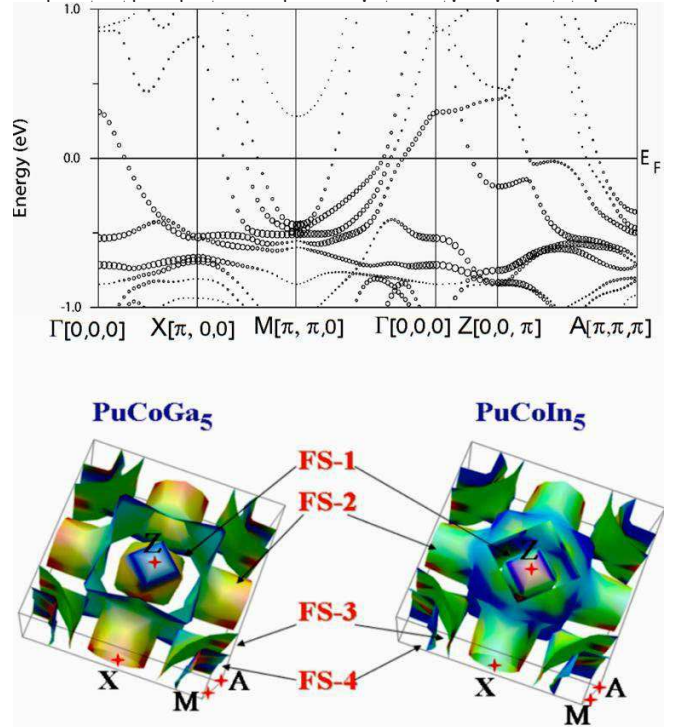 1.0
Energy (eV)
0.0
E F
-1.0
Γ[0,0,0] X[π, 0,0] M[π, π,0] Γ[0,0,0] Z[0,0, π] A[π,π,π]
PuCoGa5 PuCoIn5
FS-1
FS-2
Z Z
FS-3
FS-4
X A X A
M M